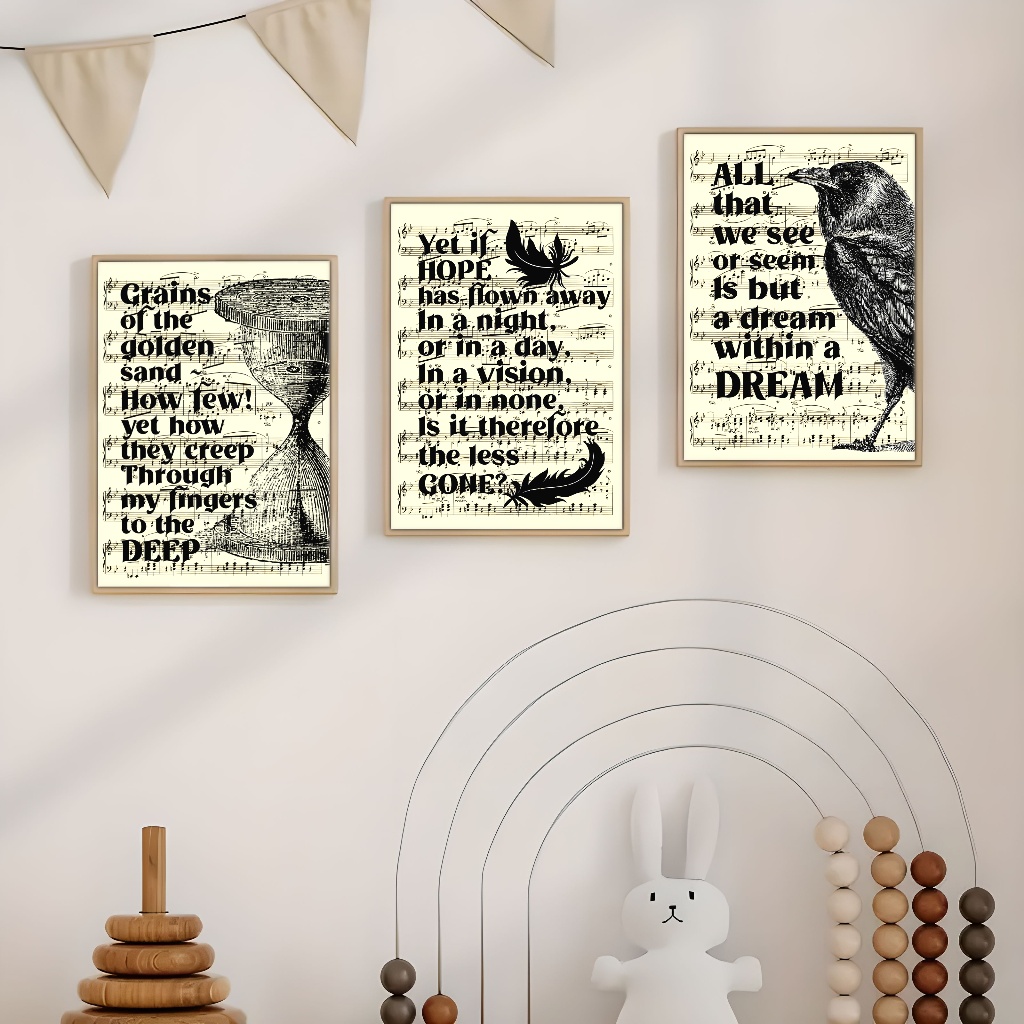 Grains
of the
golden
sand ~
How few!
yet how
they creep
Through
my fingers
to the
DEEP
Yet if
HOPE
has flown away
In a night,
or in a day,
In a vision,
or in none,
Is it therefore
the less
GONE?
ALL
that
we see
or seem
Is but
a dream
within a
DREAM